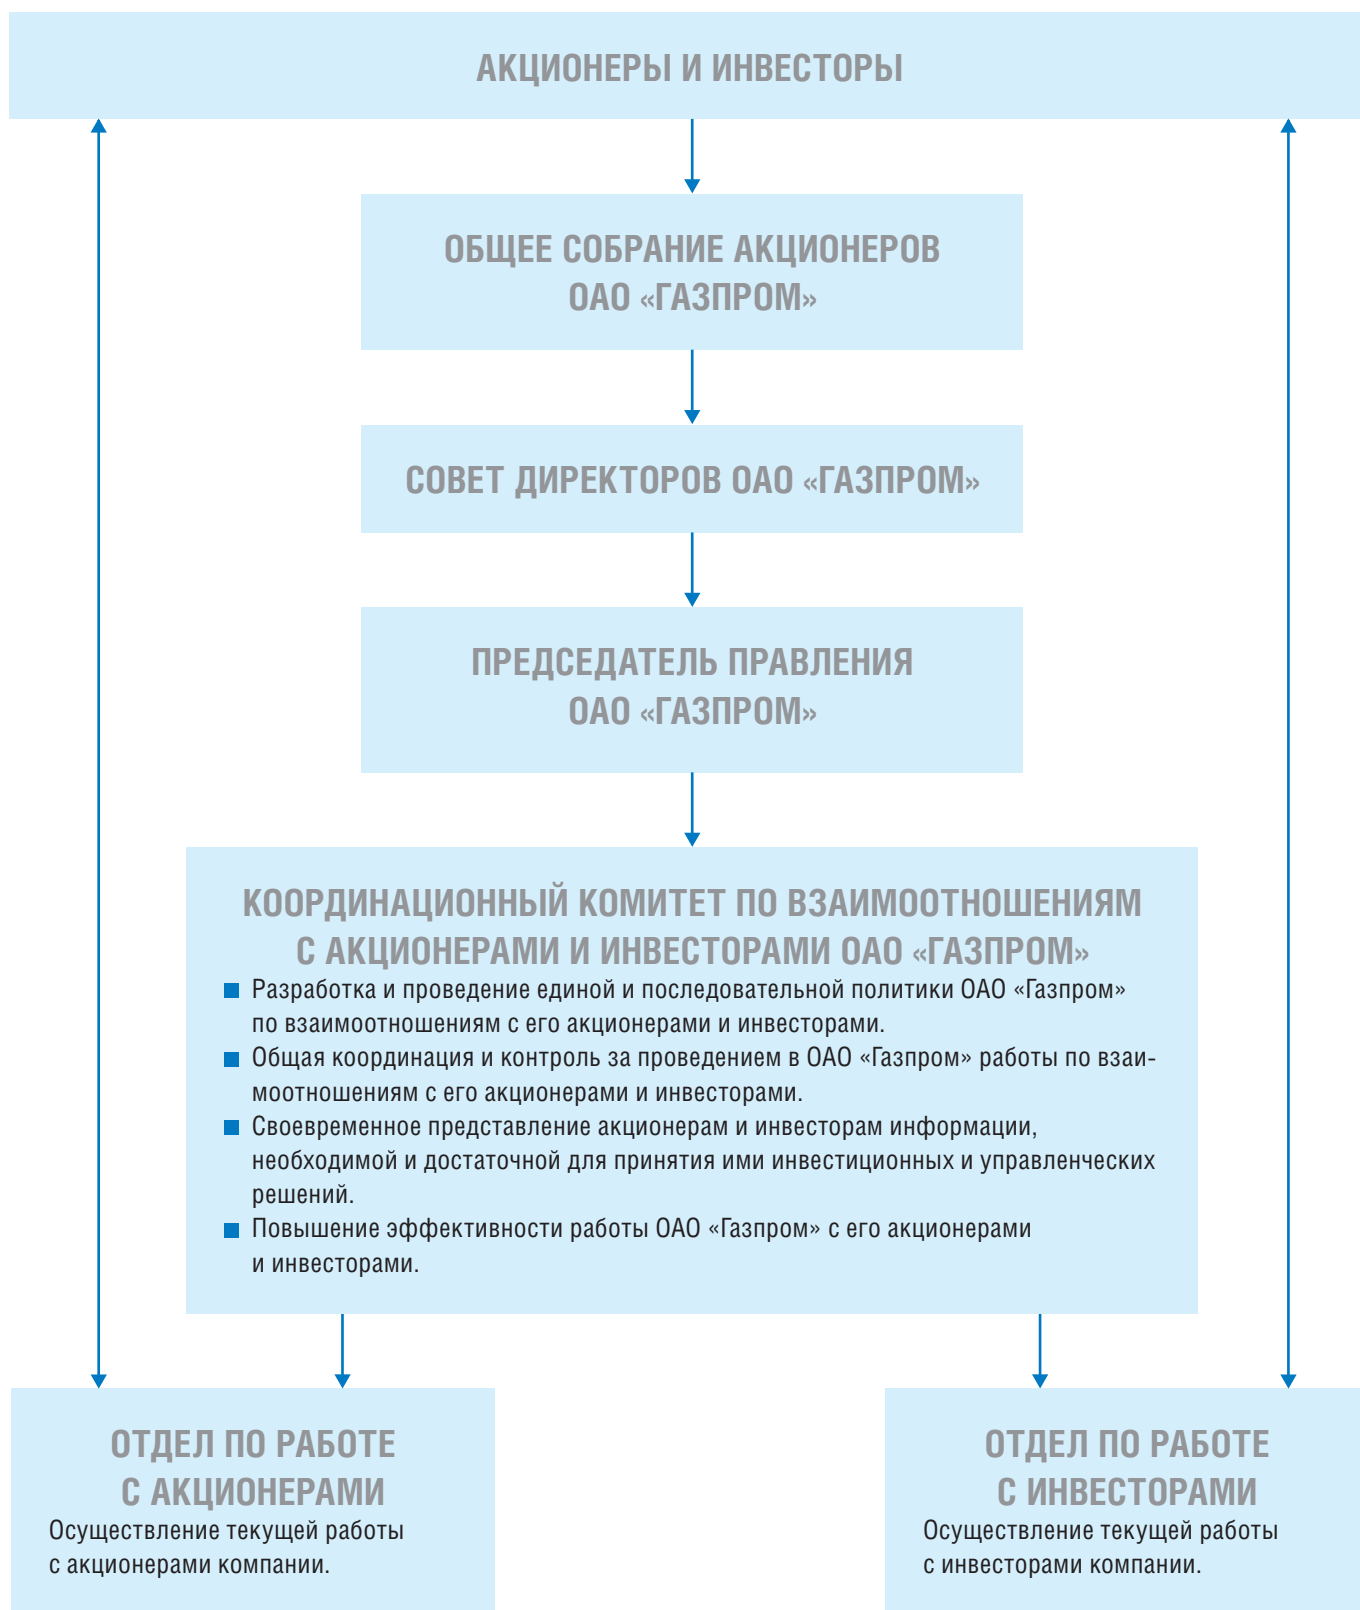 АКЦИОНЕРЫ И ИНВЕСТОРЫ
ОБЩЕЕ СОБРАНИЕ АКЦИОНЕРОВ
ОАО «ГАЗПРОМ»
СОВЕТ ДИРЕКТОРОВ ОАО «ГАЗПРОМ»
ПРЕДСЕДАТЕЛЬ ПРАВЛЕНИЯ
ОАО «ГАЗПРОМ»
КООРДИНАЦИОННЫЙ КОМИТЕТ ПО ВЗАИМООТНОШЕНИЯМ
С АКЦИОНЕРАМИ И ИНВЕСТОРАМИ ОАО «ГАЗПРОМ»
Разработка и проведение единой и последовательной политики ОАО «Газпром»
по взаимоотношениям с его акционерами и инвесторами.
Общая координация и контроль за проведением в ОАО «Газпром» работы по взаи-
моотношениям с его акционерами и инвесторами.
Своевременное представление акционерам и инвесторам информации,
необходимой и достаточной для принятия ими инвестиционных и управленческих
решений.
Повышение эффективности работы ОАО «Газпром» с его акционерами
и инвесторами.
ОТДЕЛ ПО РАБОТЕ
С АКЦИОНЕРАМИ
Осуществление текущей работы
с акционерами компании.
ОТДЕЛ ПО РАБОТЕ
С ИНВЕСТОРАМИ
Осуществление текущей работы
с инвесторами компании.